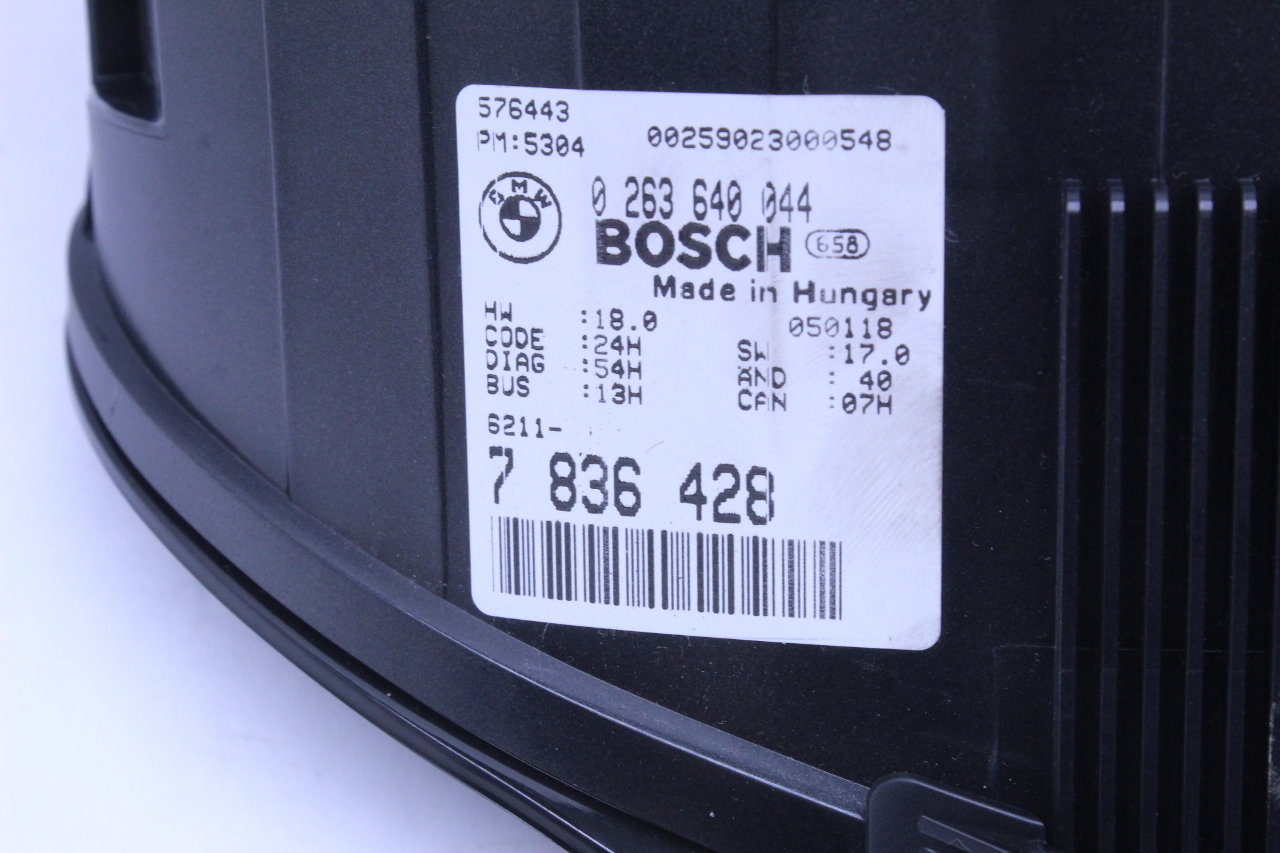 576443
PM:5304 00259023000548
BMW 0 263 640 044
BOSCH 658
Made in Hungary
HW :18.0 050118
CODE :24H SW :17.0
DIAG :54H ÄND : 40
BUS :13H CAN :07H
6211-
7 836 428